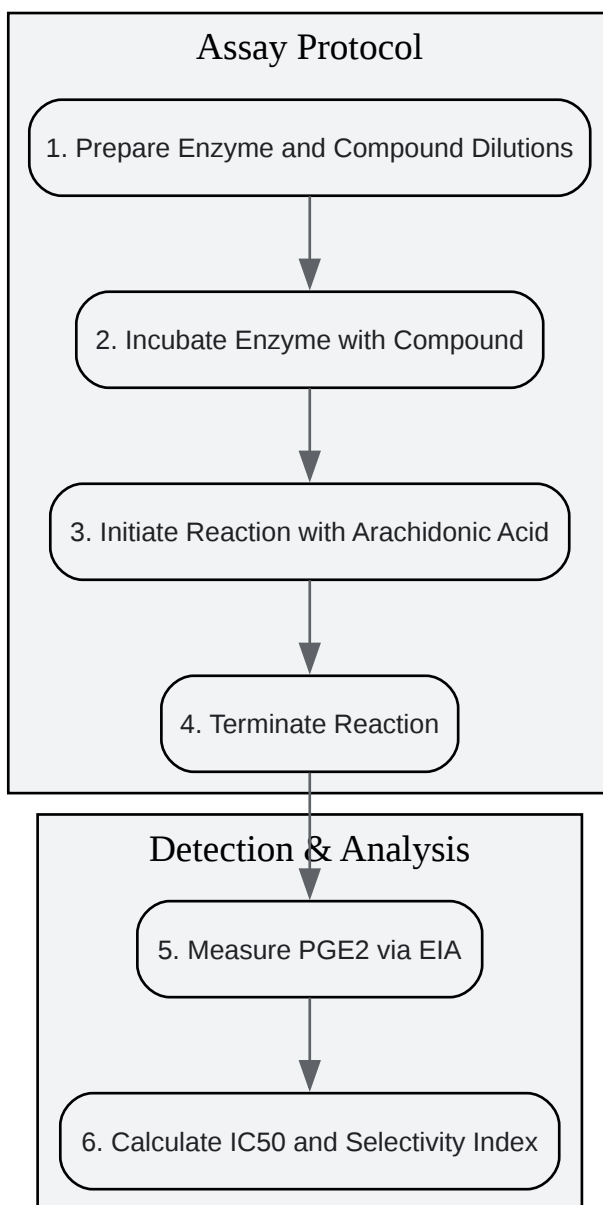 Assay Protocol
1. Prepare Enzyme and Compound Dilutions
2. Incubate Enzyme with Compound
3. Initiate Reaction with Arachidonic Acid
4. Terminate Reaction
Detection & Analysis
5. Measure PGE2 via EIA
6. Calculate IC50 and Selectivity Index